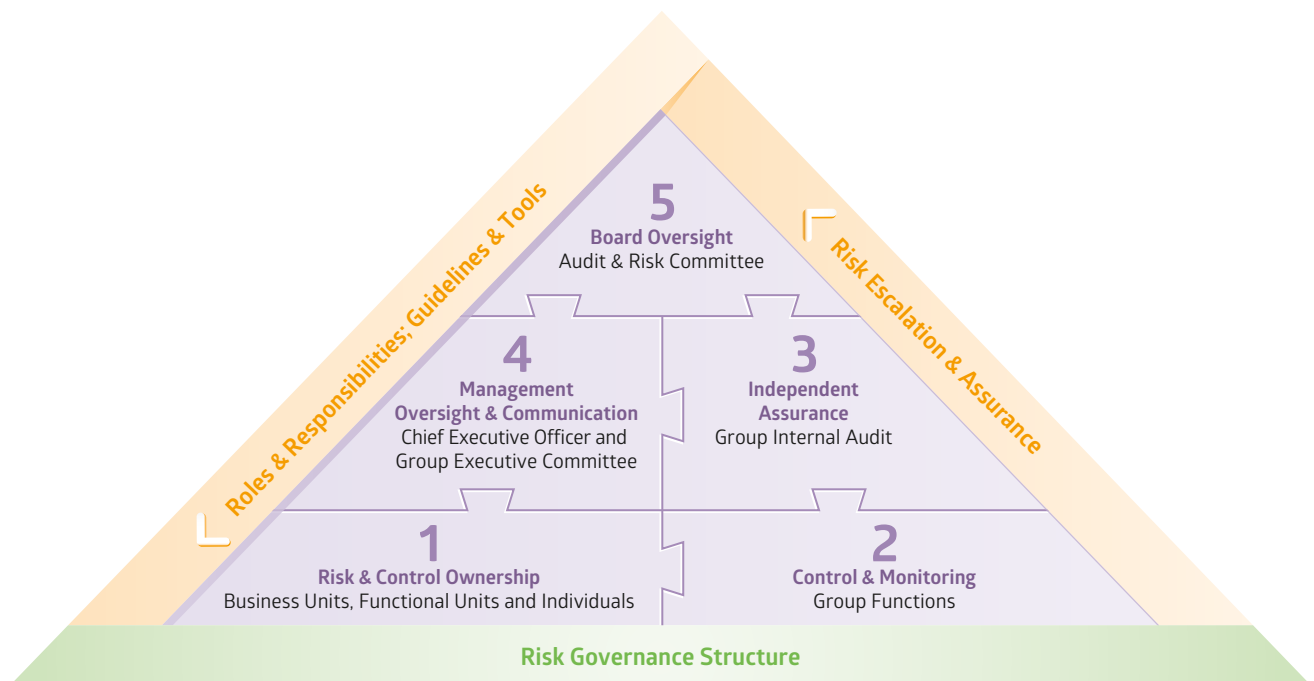 5
Board Oversight
Audit & Risk Committee
Roles & Responsibilities; Guidelines & Tools
Risk Escalation & Assurance
4
Management
Oversight & Communication
Chief Executive Officer and
Group Executive Committee
3
Independent
Assurance
Group Internal Audit
1
Risk & Control Ownership
Business Units, Functional Units and Individuals
2
Control & Monitoring
Group Functions
Risk Governance Structure